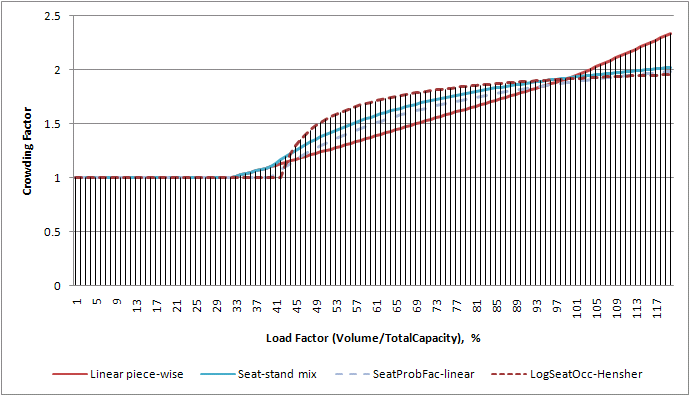 2.5
2
1.5
1
0.5
0
Crowding Factor
1 5 9 13 17 21 25 29 33 37 41 45 49 53 57 61 65 69 73 77 81 85 89 93 97 101 105 109 113 117
Load Factor (Volume/TotalCapacity), %
Linear piece-wise Seat-stand mix SeatProbFac-linear LogSeatOcc-Hensher